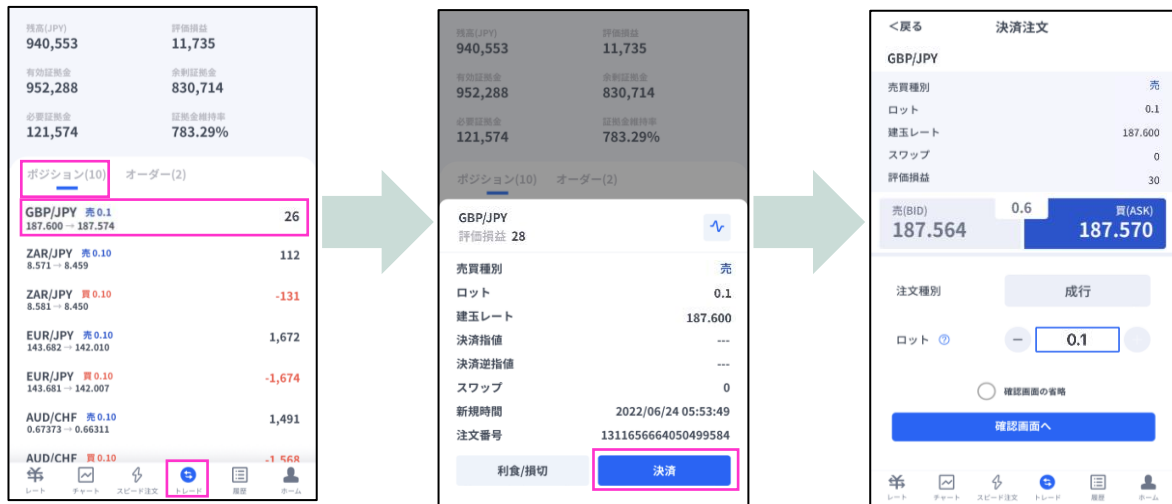 残高(JPY) 評価損益
940,553 11,735
有効証拠金 余剰証拠金
952,288 830,714
必要証拠金 証拠金維持率
121,574 783.29%
ポジション(10) オーダー(2)
GBP/JPY 売 0.1 26
187.600 → 187.574
ZAR/JPY 売 0.10 112
8.571 → 8.459
ZAR/JPY 買 0.10 -131
8.581 → 8.450
EUR/JPY 売 0.10 1,672
143.682 → 142.010
EUR/JPY 買 0.10 -1,674
143.681 → 142.007
AUD/CHF 売 0.10 1,491
0.67373 → 0.66311
AUD/CHF 買 0.10 -1,568
レート チャート スピード注文 トレード 履歴 ホーム
残高(JPY) 評価損益
940,553 11,735
有効証拠金 余剰証拠金
952,288 830,714
必要証拠金 証拠金維持率
121,574 783.29%
ポジション(10) オーダー(2)
GBP/JPY
評価損益 28
売買種別 売
ロット 0.1
建玉レート 187.600
決済指値 ---
決済逆指値 ---
スワップ 0
新規時間 2022/06/24 05:53:49
注文番号 1311656664050499584
利食/損切 決済
<戻る 決済注文
GBP/JPY
売買種別 売
ロット 0.1
建玉レート 187.600
スワップ 0
評価損益 30
売(BID) 0.6 買(ASK)
187.564 187.570
注文種別 成行
ロット ? − 0.1
確認画面の省略
確認画面へ
レート チャート スピード注文 トレード 履歴 ホーム